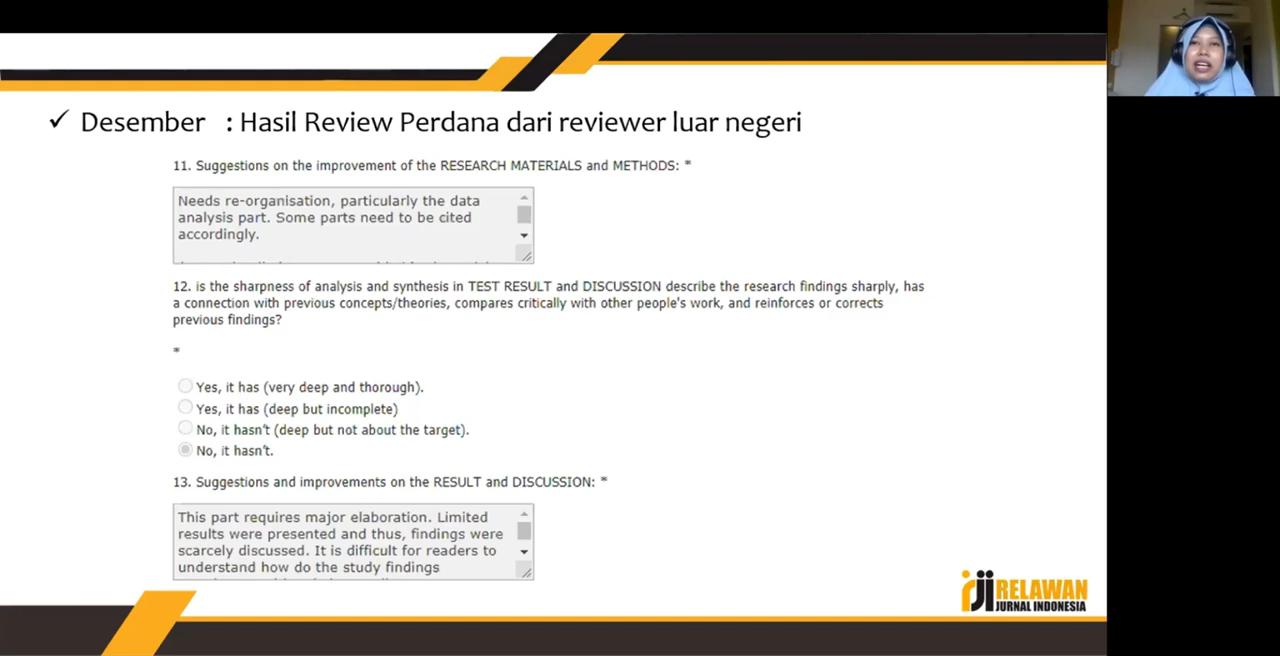 ✓ Desember : Hasil Review Perdana dari reviewer luar negeri
11. Suggestions on the improvement of the RESEARCH MATERIALS and METHODS: *
Needs re-organisation, particularly the data
analysis part. Some parts need to be cited
accordingly.
12. is the sharpness of analysis and synthesis in TEST RESULT and DISCUSSION describe the research findings sharply, has
a connection with previous concepts/theories, compares critically with other people's work, and reinforces or corrects
previous findings?
*
Yes, it has (very deep and thorough).
Yes, it has (deep but incomplete)
No, it hasn't (deep but not about the target).
No, it hasn't.
13. Suggestions and improvements on the RESULT and DISCUSSION: *
This part requires major elaboration. Limited
results were presented and thus, findings were
scarcely discussed. It is difficult for readers to
understand how do the study findings
rji RELAWAN
JURNAL INDONESIA